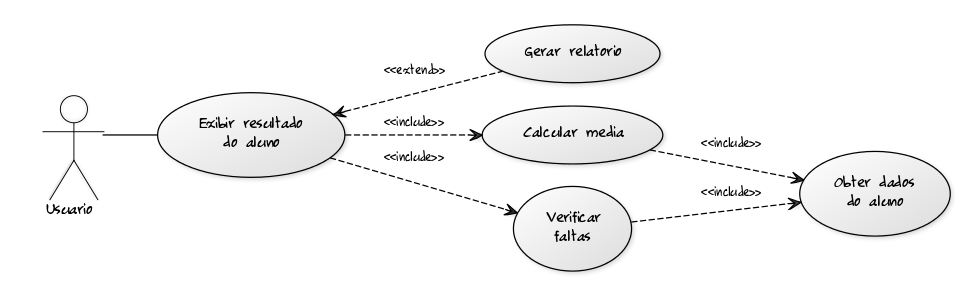 Gerar relatorio
<<extend>>
Exibir resultado
do aluno
<<include>>
Calcular media
<<include>>
<<include>>
Obter dados
do aluno
<<include>>
Verificar
faltas
Usuario